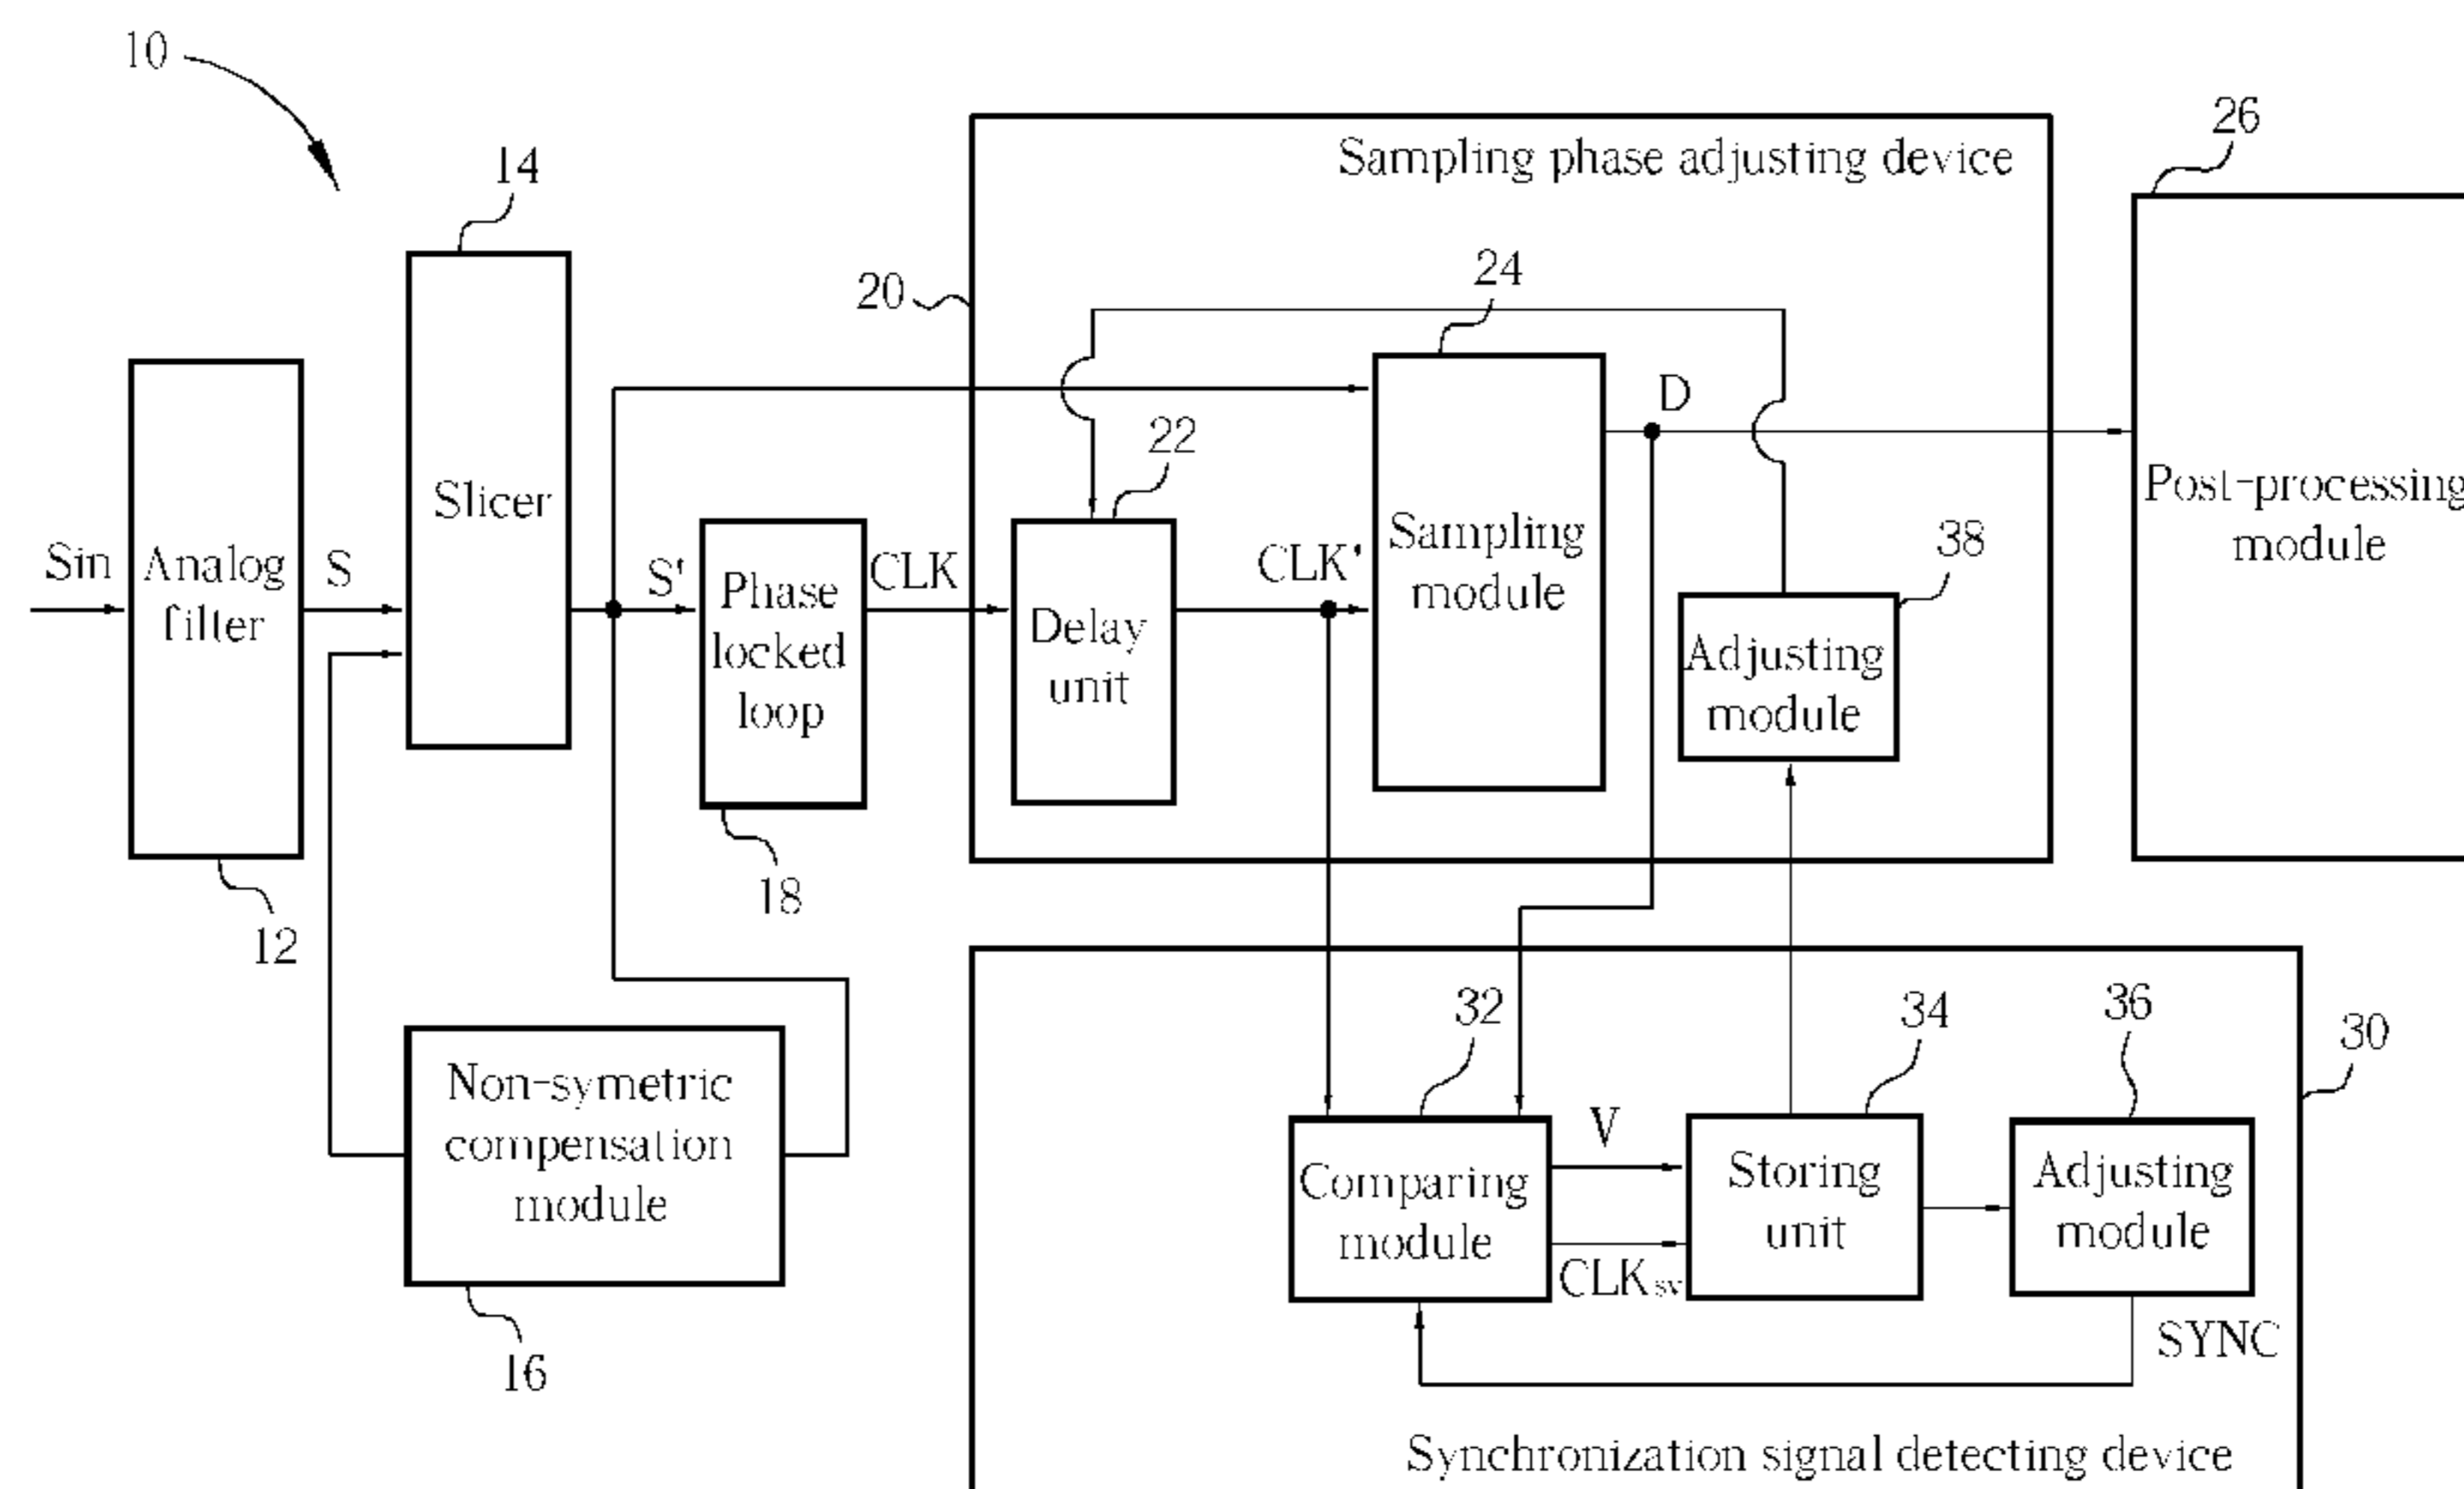 10
14
Sampling phase adjusting device
26
20
24
22
D
Sin
Analog
filter
S
Slicer
S'
Phase
locked
loop
CLK
Delay
unit
CLK'
Sampling
module
38
Adjusting
module
Post-processing
module
12
18
Non-symetric
compensation
module
16
32
34
36
30
Comparing
module
V
CLKsv
Storing
unit
Adjusting
module
SYNC
Synchronization signal detecting device